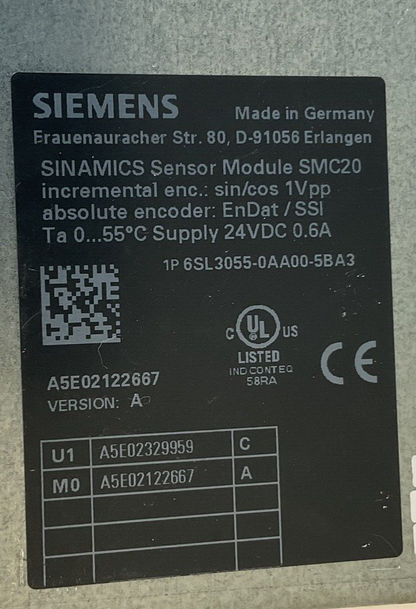 SIEMENS
Made in Germany
Frauenauracher Str. 80, D-91056 Erlangen
SINAMICS Sensor Module SMC20
incremental enc.: sin/cos 1Vpp
absolute encoder: EnDat / SSI
Ta 0...55°C Supply 24VDC 0.6A
1P 6SL3055-0AA00-5BA3
C UL US
LISTED
IND CONT EQ
58RA
CE
A5E02122667
VERSION: A
U1 A5E02329959 C
M0 A5E02122667 A